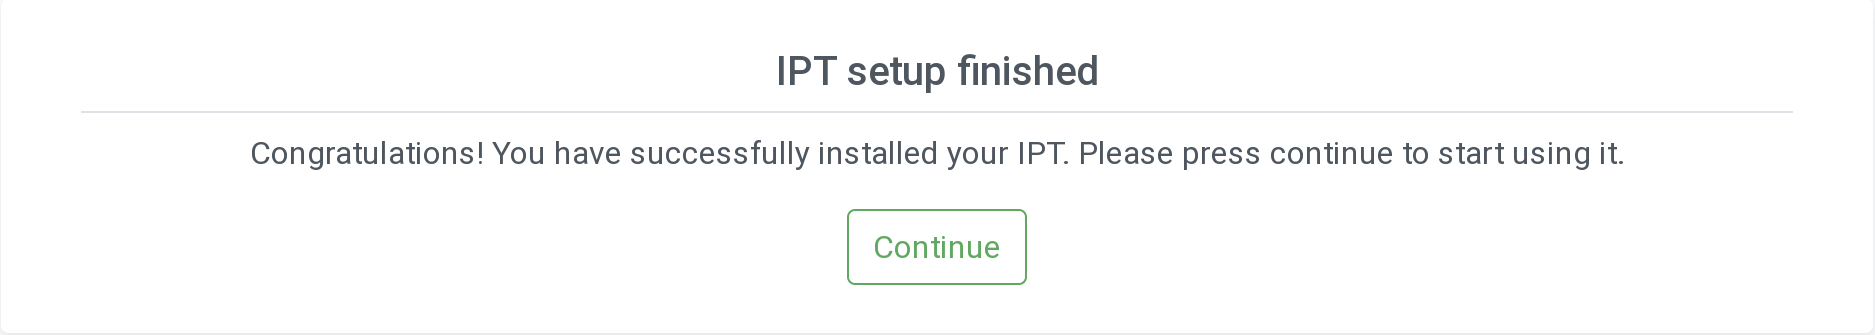 IPT setup finished
Congratulations! You have successfully installed your IPT. Please press continue to start using it.
Continue